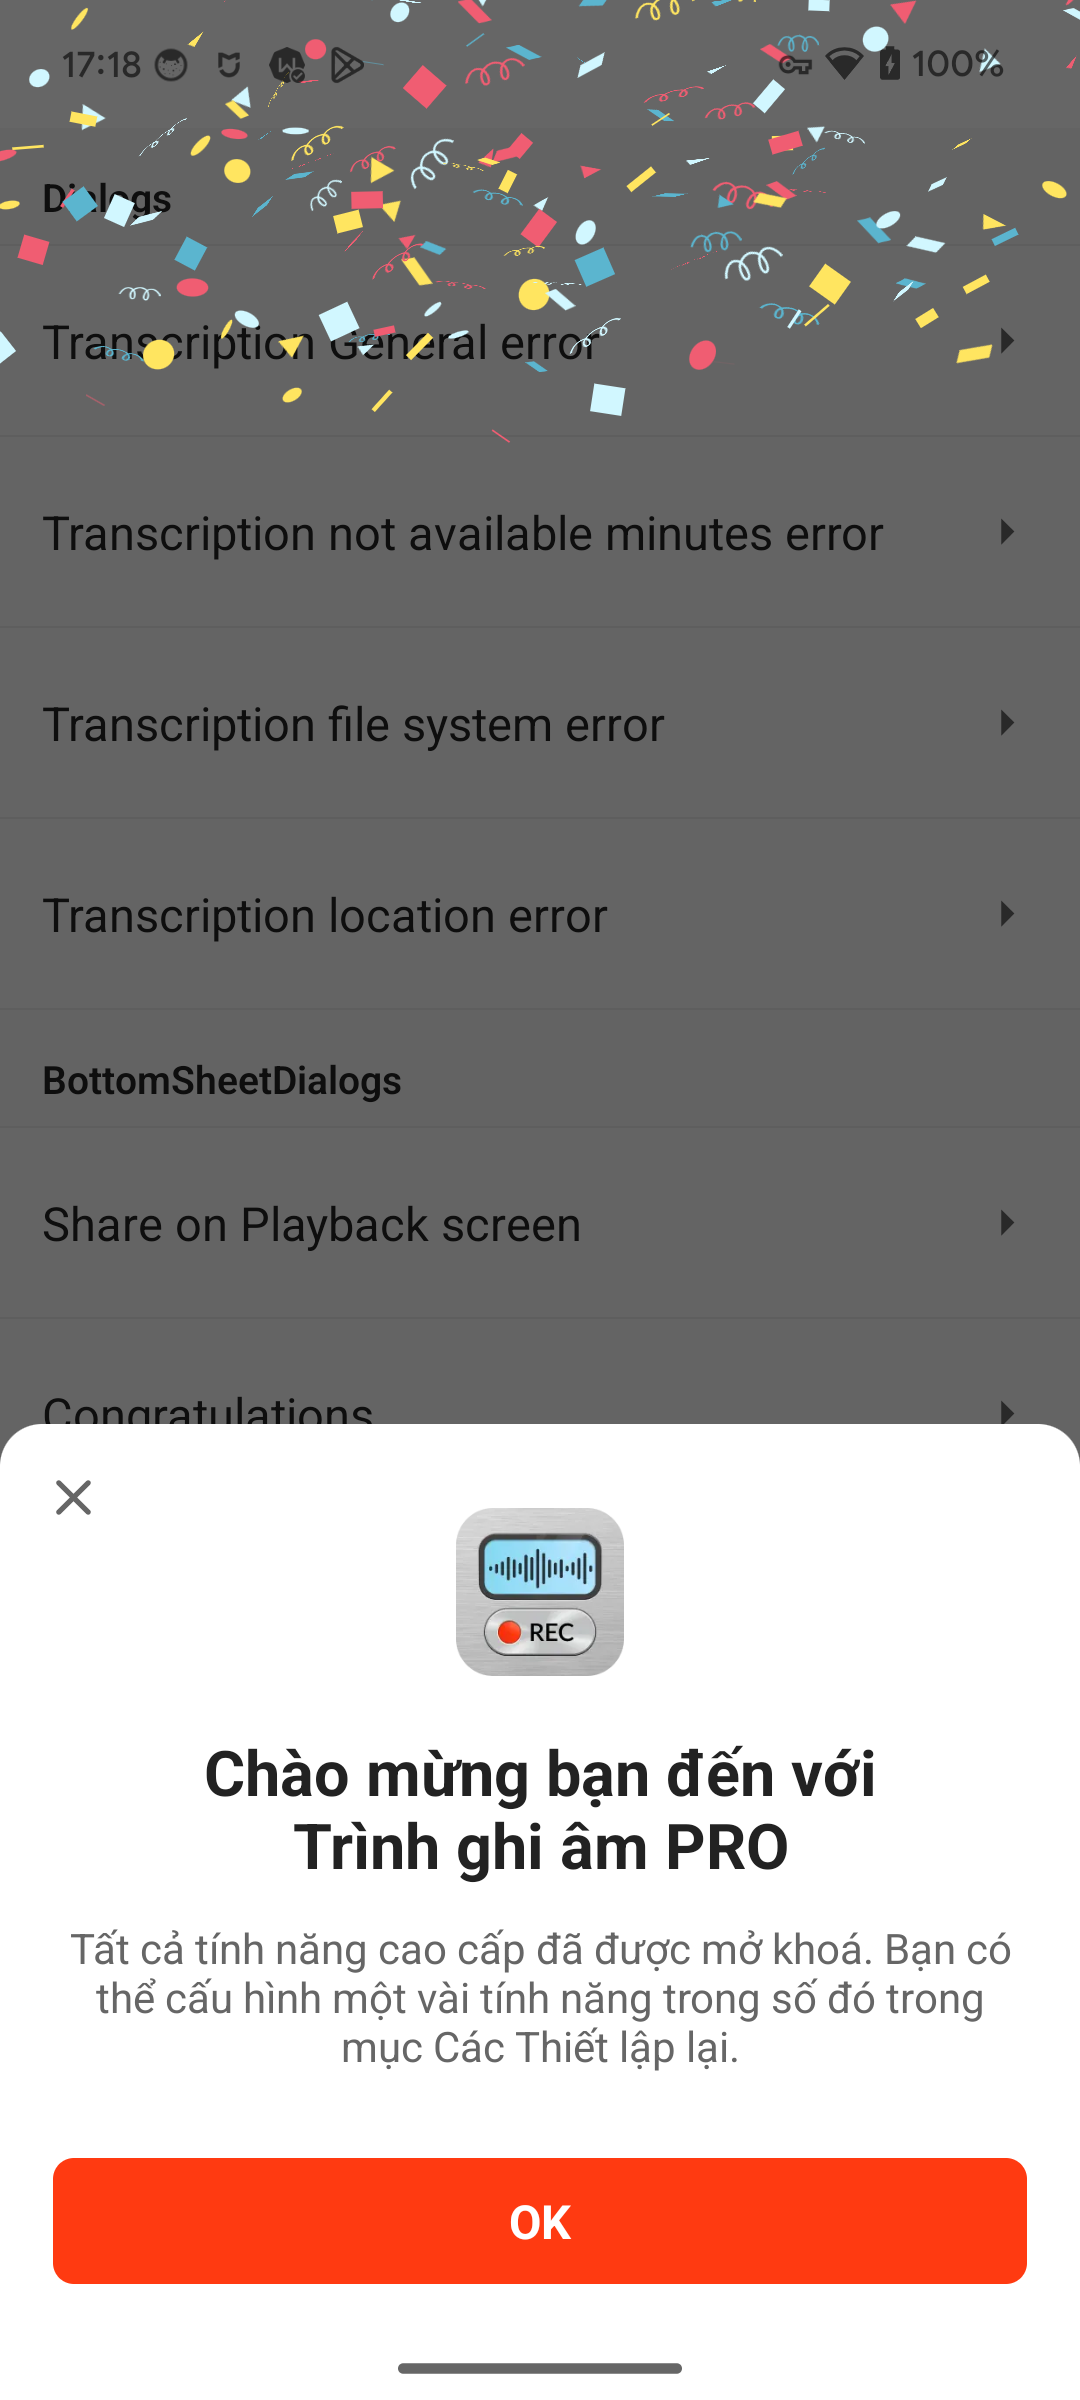 17:18
100%
Dialogs
Transcription General error
Transcription not available minutes error
Transcription file system error
Transcription location error
BottomSheetDialogs
Share on Playback screen
Congratulations
REC
Chào mừng bạn đến với
Trình ghi âm PRO
Tất cả tính năng cao cấp đã được mở khoá. Bạn có
thể cấu hình một vài tính năng trong số đó trong
mục Các Thiết lập lại.
OK